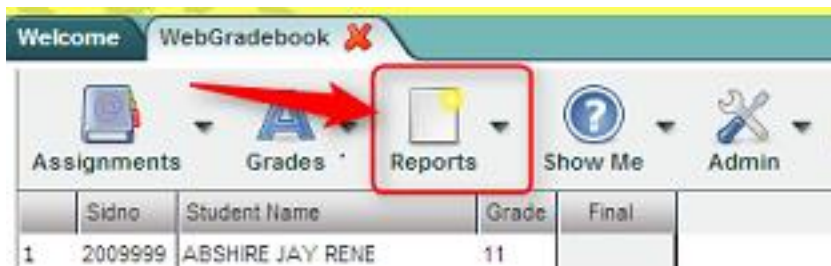 Welcome WebGradebook
Assignments Grades Reports Show Me Admin
Sidno Student Name Grade Final
1 2009999 ABSHIRE JAY RENE 11